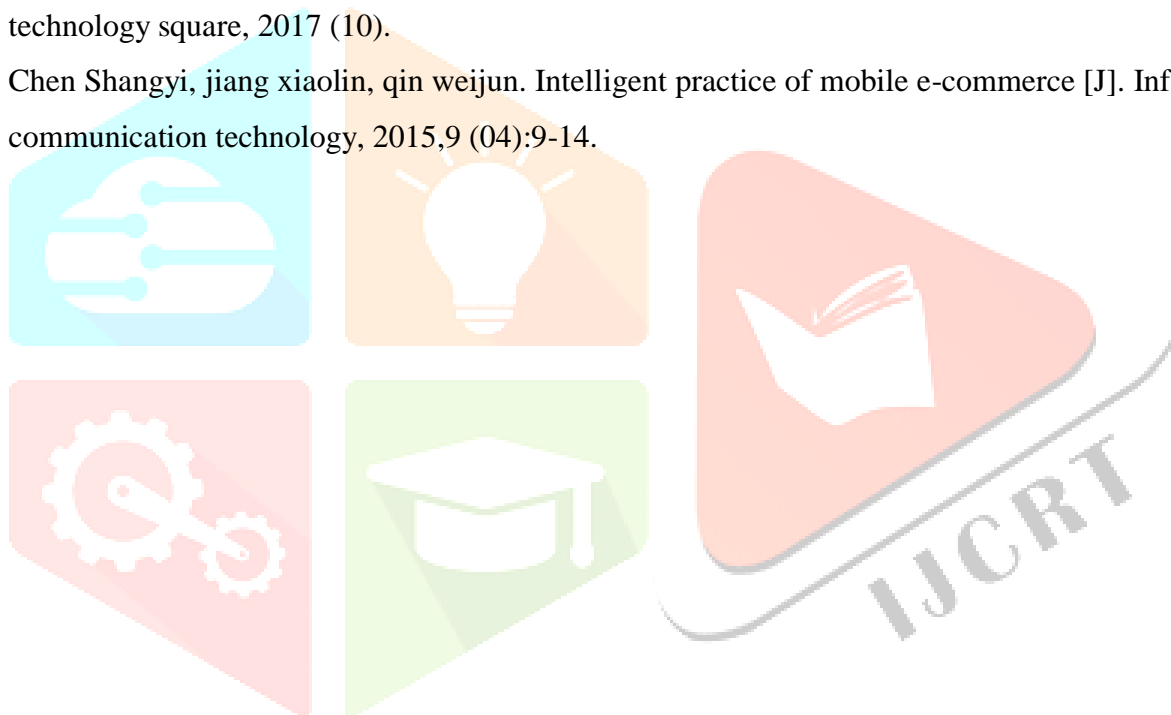 technology square, 2017 (10).
Chen Shangyi, jiang xiaolin, qin weijun. Intelligent practice of mobile e-commerce [J]. Inf
communication technology, 2015,9 (04):9-14.
IJCRT